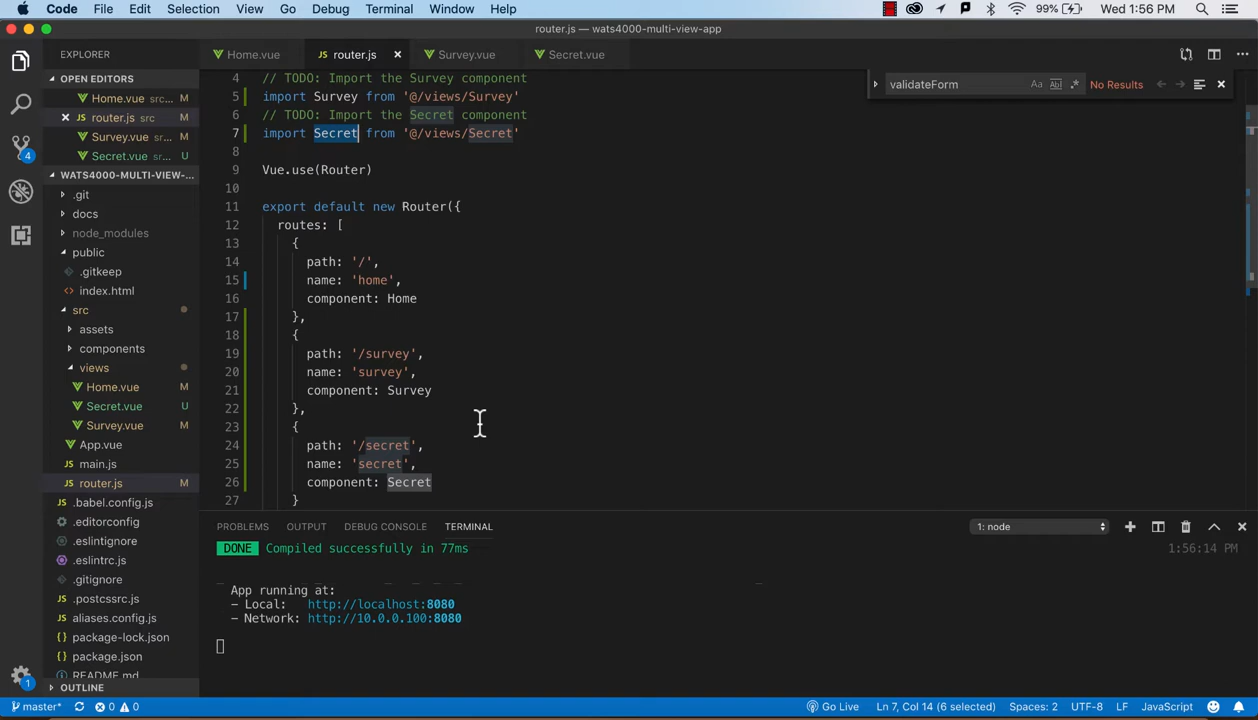 Code File Edit Selection View Go Debug Terminal Window Help 99% Wed 1:56 PM
router.js — wats4000-multi-view-app
EXPLORER
Home.vue router.js Survey.vue Secret.vue
OPEN EDITORS
Home.vue src... M
router.js src M
Survey.vue src... M
Secret.vue src... U
WATS4000-MULTI-VIEW-...
.git
docs
node_modules
public
.gitkeep
index.html
src
assets
components
views
Home.vue M
Secret.vue U
Survey.vue M
App.vue
main.js
router.js M
.babel.config.js
.editorconfig
.eslintignore
.eslintrc.js
.gitignore
.postcssrc.js
aliases.config.js
package-lock.json
package.json
README.md
OUTLINE
4
1
validateForm Aa Abl .* No Results
4 // TODO: Import the Survey component
5 import Survey from '@/views/Survey'
6 // TODO: Import the Secret component
7 import Secret from '@/views/Secret'
8
9 Vue.use(Router)
10
11 export default new Router({
12 routes: [
13 {
14 path: '/',
15 name: 'home',
16 component: Home
17 },
18 {
19 path: '/survey',
20 name: 'survey',
21 component: Survey
22 },
23 {
24 path: '/secret',
25 name: 'secret',
26 component: Secret
27 }
PROBLEMS OUTPUT DEBUG CONSOLE TERMINAL 1: node
DONE Compiled successfully in 77ms 1:56:14 PM
App running at:
- Local: http://localhost:8080
- Network: http://10.0.0.100:8080
master* 0 0 Go Live Ln 7, Col 14 (6 selected) Spaces: 2 UTF-8 LF JavaScript